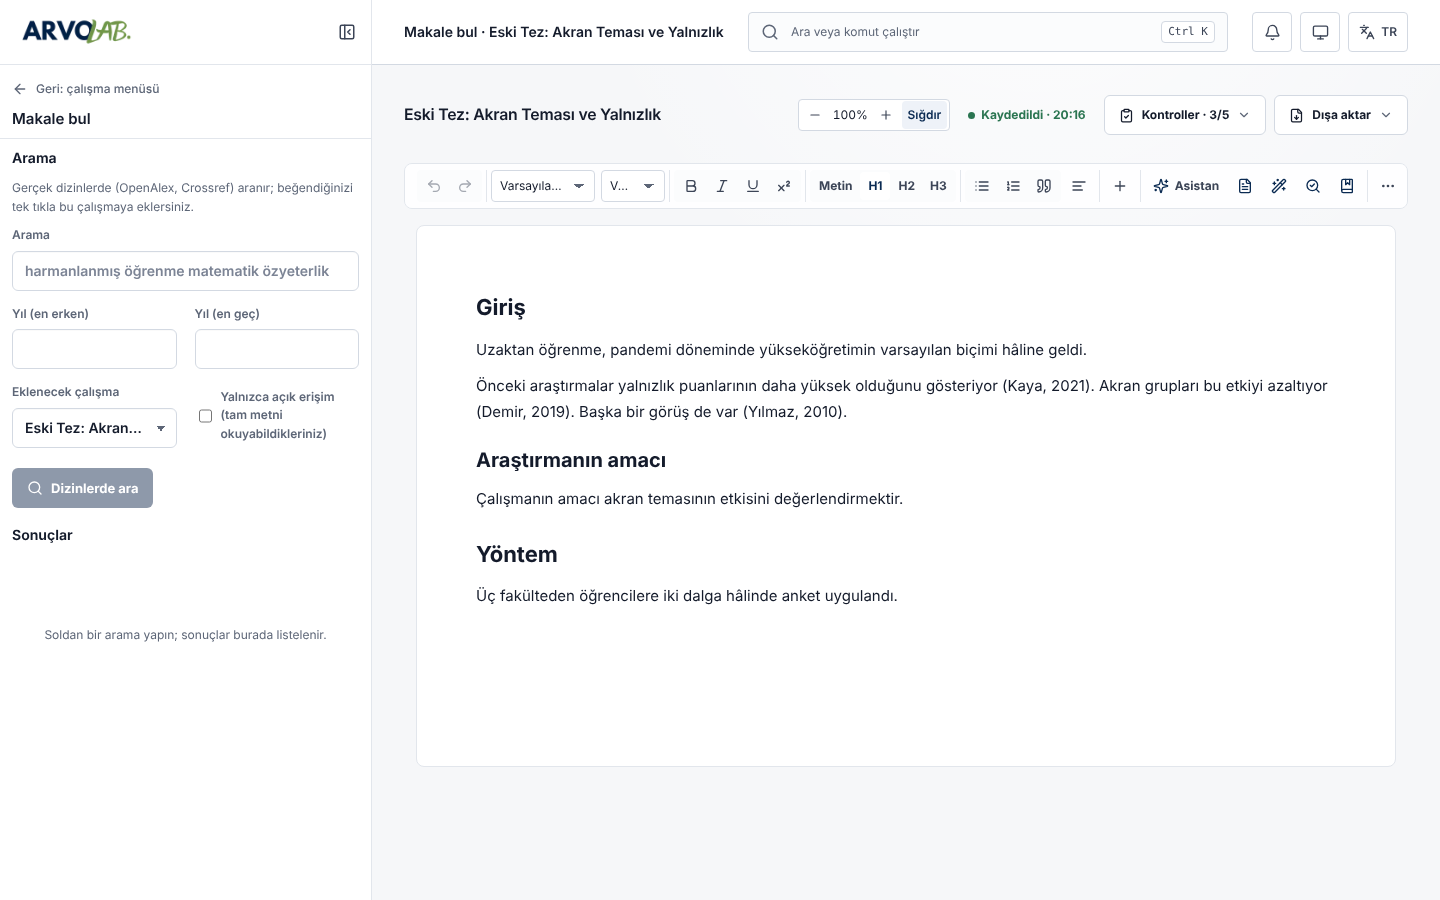 ARVOLAB.
Makale bul · Eski Tez: Akran Teması ve Yalnızlık
Ara veya komut çalıştır
Ctrl K
TR
Geri: çalışma menüsü
Makale bul
Arama
Gerçek dizinlerde (OpenAlex, Crossref) aranır; beğendiğinizi
tek tıkla bu çalışmaya eklersiniz.
Arama
harmanlanmış öğrenme matematik özyeterlik
Yıl (en erken)
Yıl (en geç)
Eklenecek çalışma
Eski Tez: Akran...
Yalnızca açık erişim
(tam metni
okuyabildikleriniz)
Dizinlerde ara
Sonuçlar
Soldan bir arama yapın; sonuçlar burada listelenir.
Eski Tez: Akran Teması ve Yalnızlık
100%
Sığdır
Kaydedildi · 20:16
Kontroller · 3/5
Dışa aktar
Varsayıla...
V...
B I U x²
Metin H1 H2 H3
Asistan
Giriş
Uzaktan öğrenme, pandemi döneminde yükseköğretimin varsayılan biçimi hâline geldi.
Önceki araştırmalar yalnızlık puanlarının daha yüksek olduğunu gösteriyor (Kaya, 2021). Akran grupları bu etkiyi azaltıyor
(Demir, 2019). Başka bir görüş de var (Yılmaz, 2010).
Araştırmanın amacı
Çalışmanın amacı akran temasının etkisini değerlendirmektir.
Yöntem
Üç fakülteden öğrencilere iki dalga hâlinde anket uygulandı.